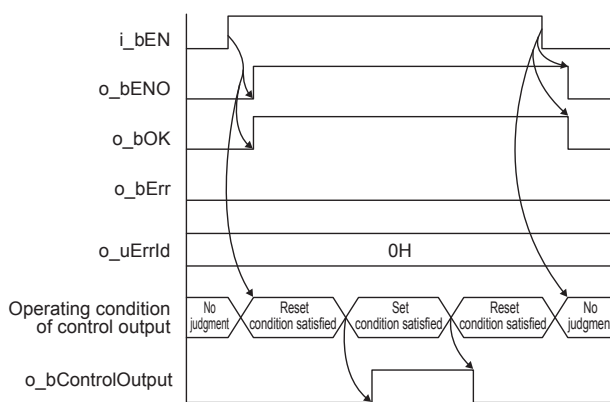 i_bEN
o_bENO
o_bOK
o_bErr
o_uErrId
0H
Operating condition
of control output
No
judgment
Reset
condition satisfied
Set
condition satisfied
Reset
condition satisfied
No
judgment
o_bControlOutput